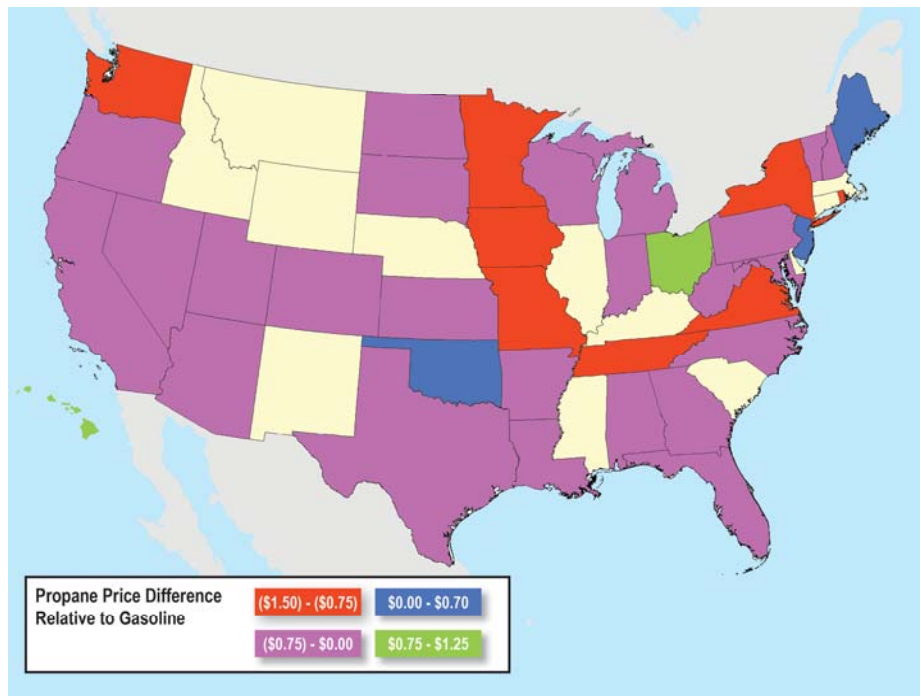 Propane Price Difference
Relative to Gasoline
($1.50) - ($0.75)
$0.00 - $0.70
($0.75) - $0.00
$0.75 - $1.25